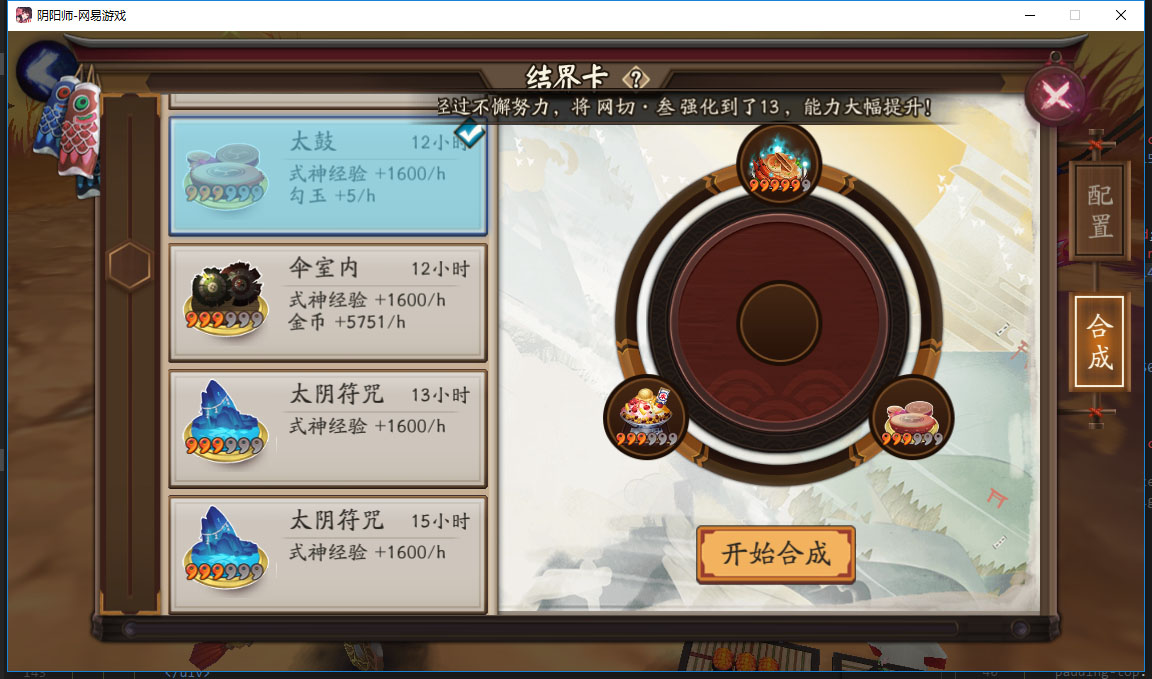 阴阳师-网易游戏
结界卡 ?
经过不懈努力，将 网切·叁 强化到了13，能力大幅提升！
太鼓 12小时
式神经验 +1600/h
勾玉 +5/h
伞室内 12小时
式神经验 +1600/h
金币 +5751/h
太阴符咒 13小时
式神经验 +1600/h
太阴符咒 15小时
式神经验 +1600/h
开始合成
配置
合成
143
</div>
40
padding-top: